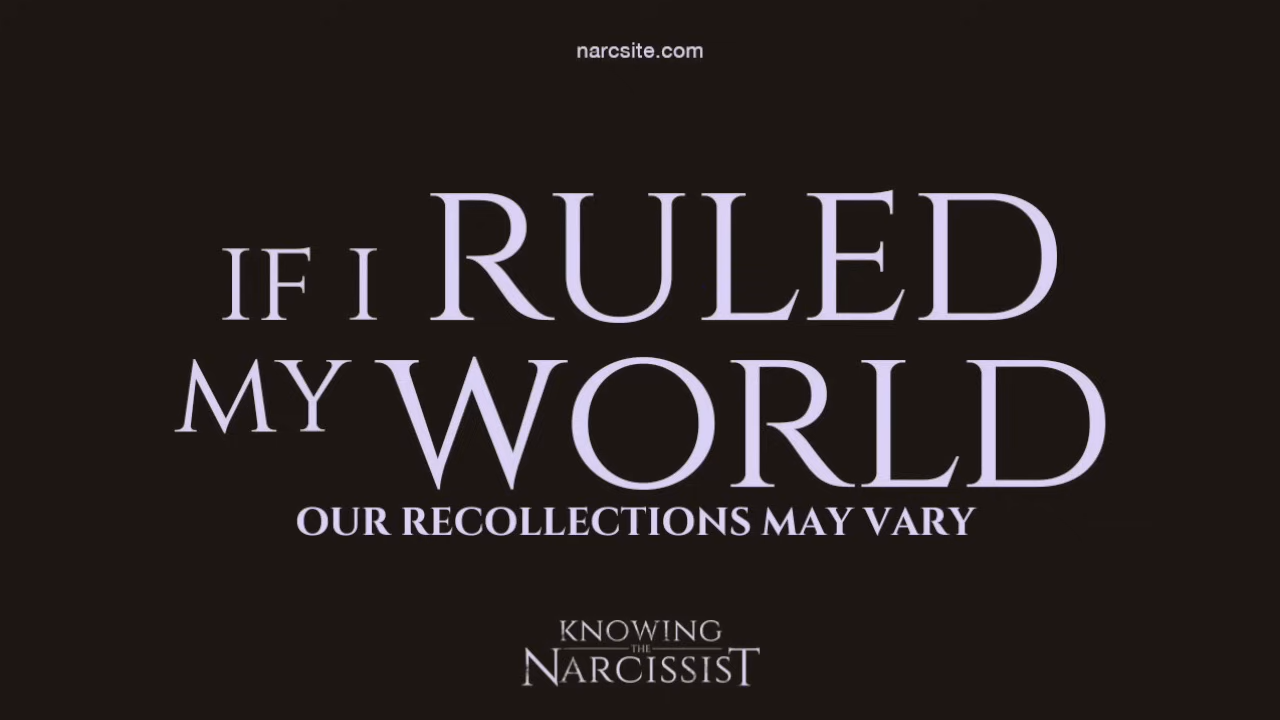 narcsite.com
IF I RULED
MY WORLD
OUR RECOLLECTIONS MAY VARY
KNOWING
THE
NARCISSIST